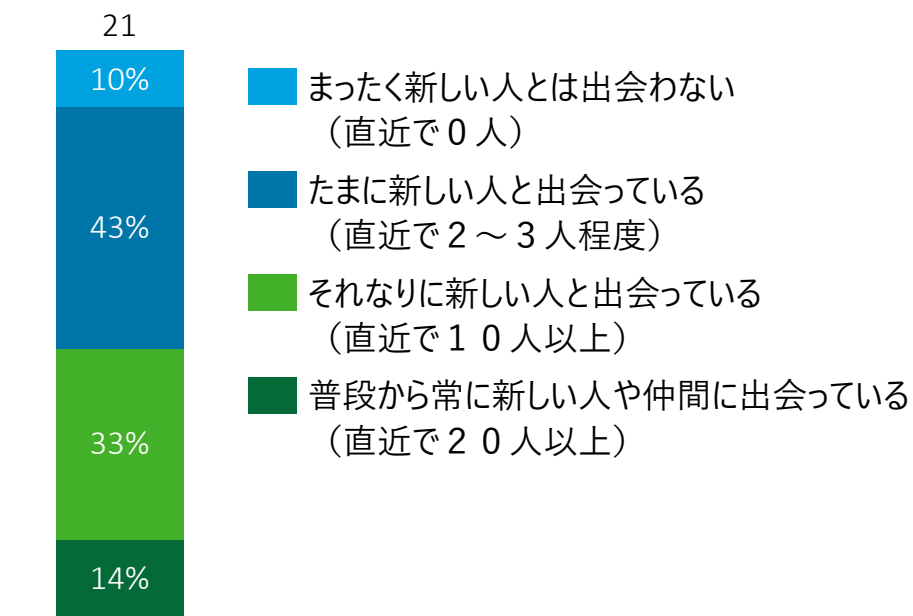 21
10%
43%
33%
14%
まったく新しい人とは出会わない
（直近で０人）
たまに新しい人と出会っている
（直近で２～３人程度）
それなりに新しい人と出会っている
（直近で１０人以上）
普段から常に新しい人や仲間に出会っている
（直近で２０人以上）